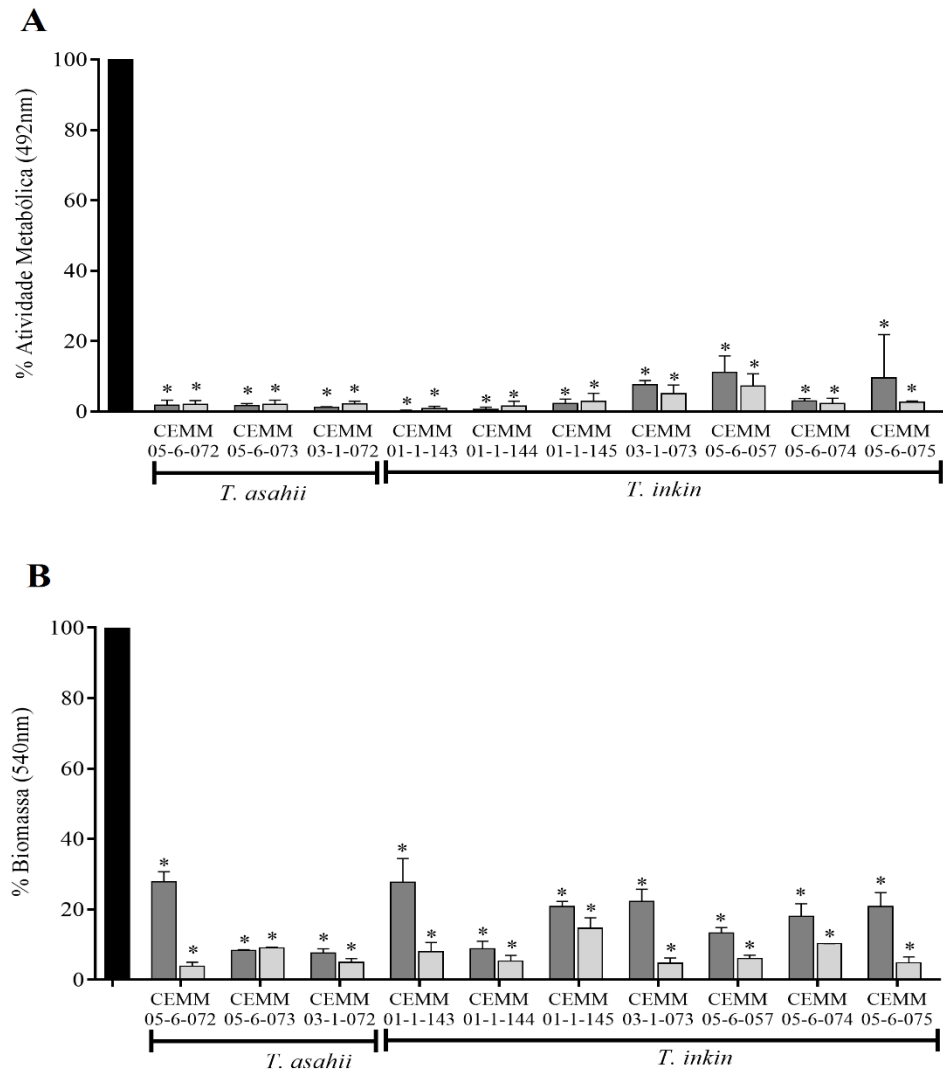 A
% Atividade Metabólica (492nm)
100
80
60
40
20
0
* * * * * * * * * * * * * * * * * * * *
CEMM CEMM CEMM CEMM CEMM CEMM CEMM CEMM CEMM CEMM
05-6-072 05-6-073 03-1-072 01-1-143 01-1-144 01-1-145 03-1-073 05-6-057 05-6-074 05-6-075
T. asahii T. inkin
B
% Biomassa (540nm)
100
80
60
40
20
0
* * * * * * * * * * * * * * * * * * * *
CEMM CEMM CEMM CEMM CEMM CEMM CEMM CEMM CEMM CEMM
05-6-072 05-6-073 03-1-072 01-1-143 01-1-144 01-1-145 03-1-073 05-6-057 05-6-074 05-6-075
T. asahii T. inkin